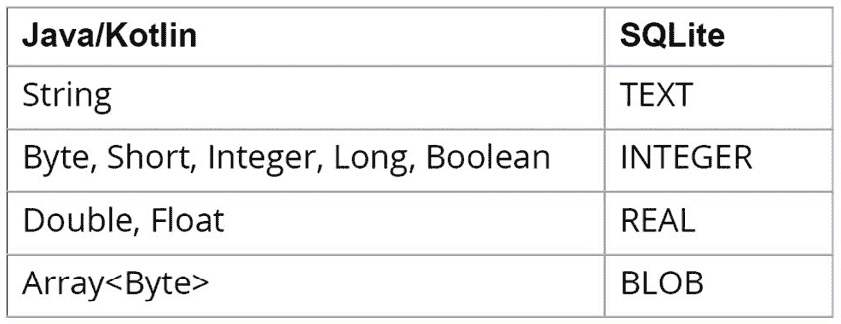 Java/Kotlin SQLite
String TEXT
Byte, Short, Integer, Long, Boolean INTEGER
Double, Float REAL
Array<Byte> BLOB